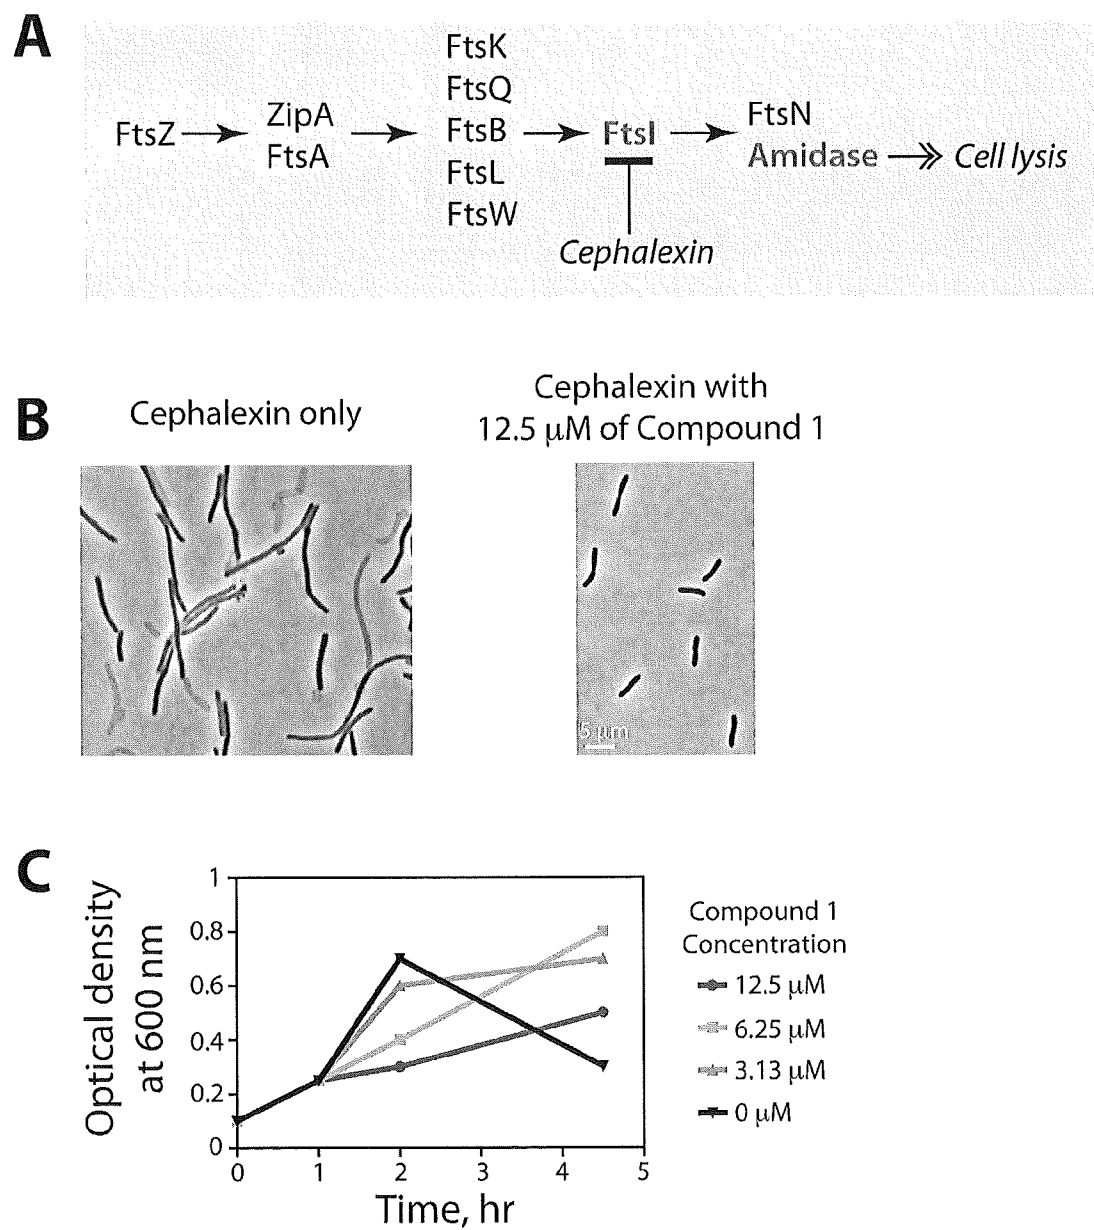 A
FtsZ
ZipA
FtsA
FtsK
FtsQ
FtsB
FtsL
FtsW
FtsI
FtsN
Amidase
Cell lysis
Cephalexin
B
Cephalexin only
Cephalexin with
12.5 μM of Compound 1
5 μm
C
Optical density
at 600 nm
1
0.8
0.6
0.4
0.2
0
0 1 2 3 4 5
Time, hr
Compound 1
Concentration
12.5 μM
6.25 μM
3.13 μM
0 μM